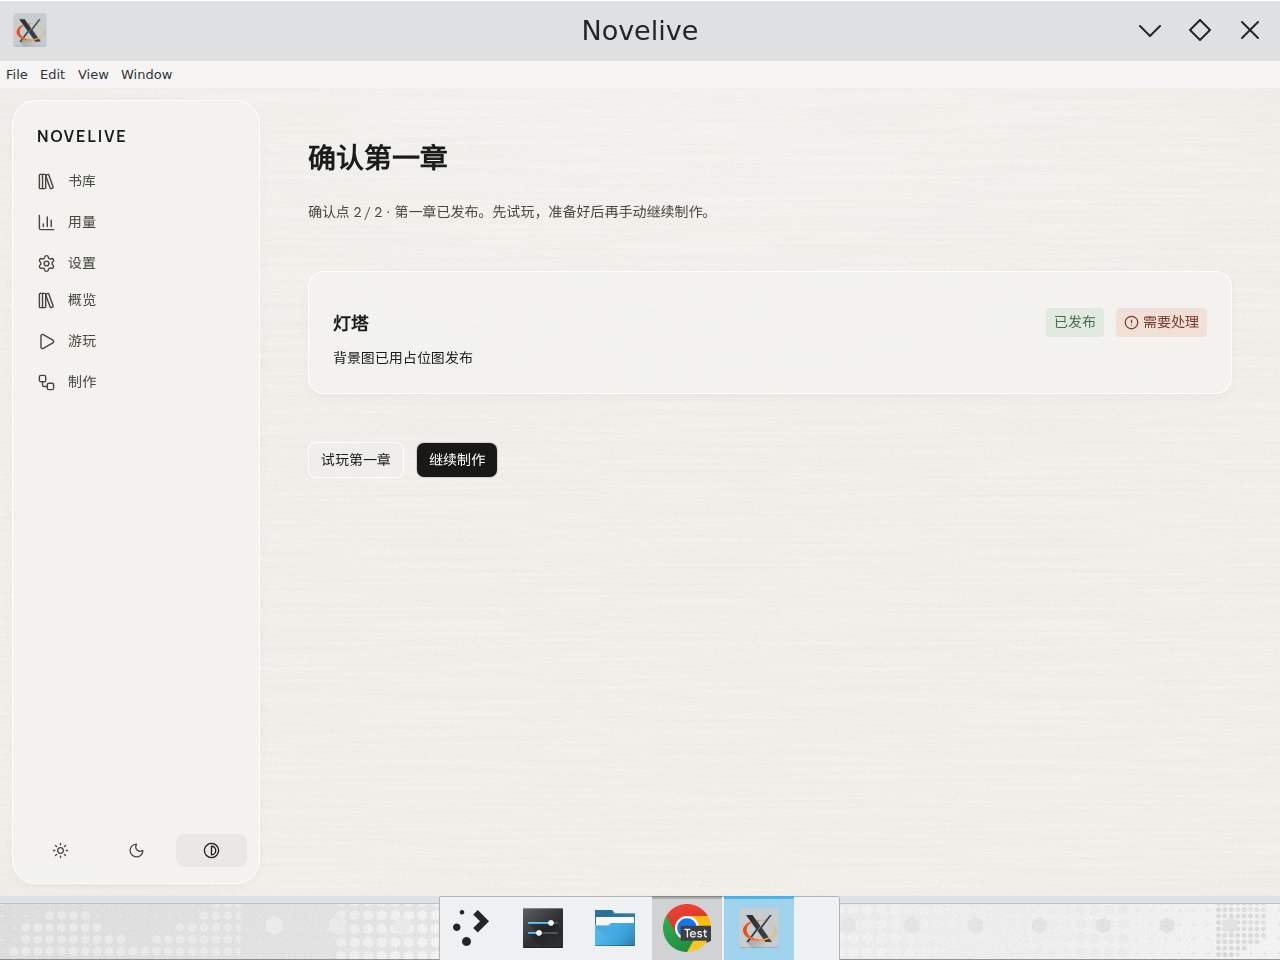 Novelive
File Edit View Window
NOVELIVE
书库
用量
设置
概览
游玩
制作
确认第一章
确认点 2 / 2 · 第一章已发布。先试玩，准备好后再手动继续制作。
灯塔
已发布
需要处理
背景图已用占位图发布
试玩第一章
继续制作
Test